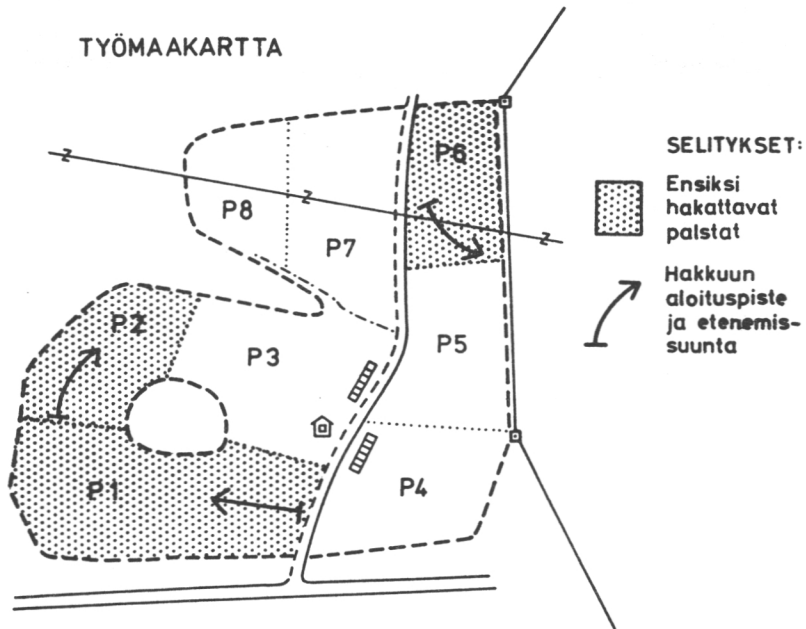 TYÖMAAKARTTA
P6
P8
P7
P2
P3
P5
P1
P4
Z
Z
Z
SELITYKSET:
Ensiksi
hakattavat
palstat
Hakkuun
aloituspiste
ja etenemis-
suunta